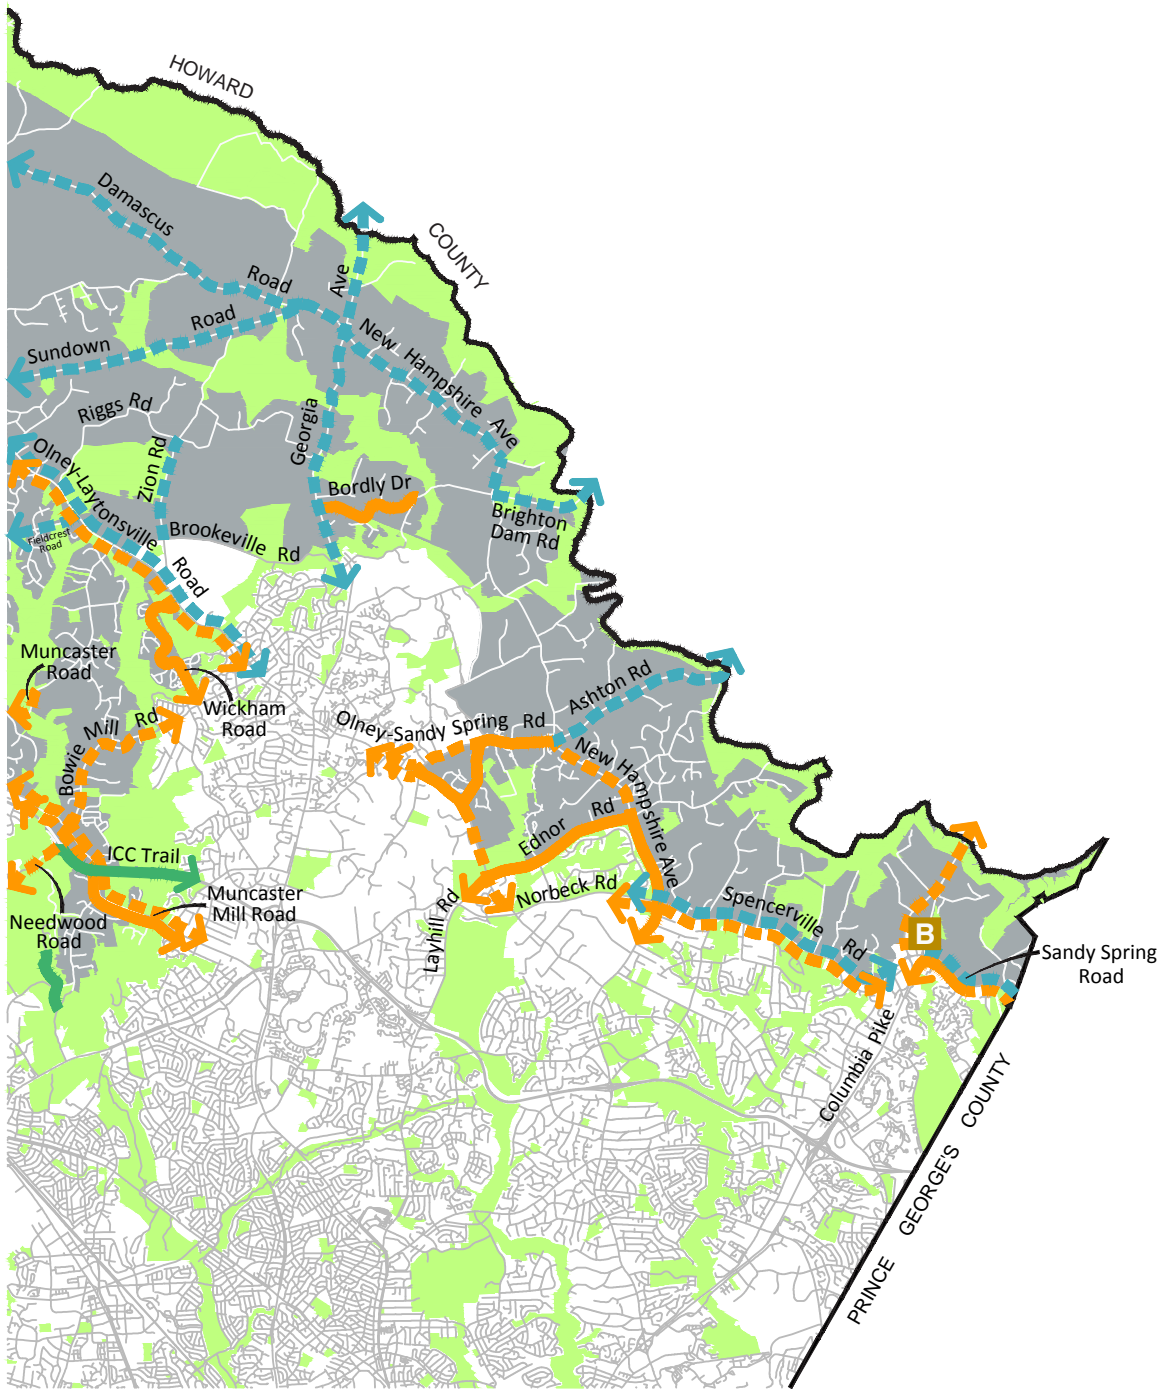 HOWARD
COUNTY
Damascus
Road
Ave
Sundown
Road
New Hampshire Ave
Riggs Rd
Georgia
Zion Rd
Olney-Laytonsville
Road
Bordly Dr
Brighton
Dam Rd
Fieldcrest
Road
Brookeville Rd
Muncaster
Road
Wickham
Road
Ashton Rd
Olney-Sandy Spring Rd
Bowie Mill Rd
New Hampshire Ave
Ednor Rd
ICC Trail
Muncaster
Mill Road
Norbeck Rd
Layhill Rd
Needwood
Road
Spencerville Rd
B
Sandy Spring
Road
Columbia Pike
PRINCE GEORGE'S COUNTY